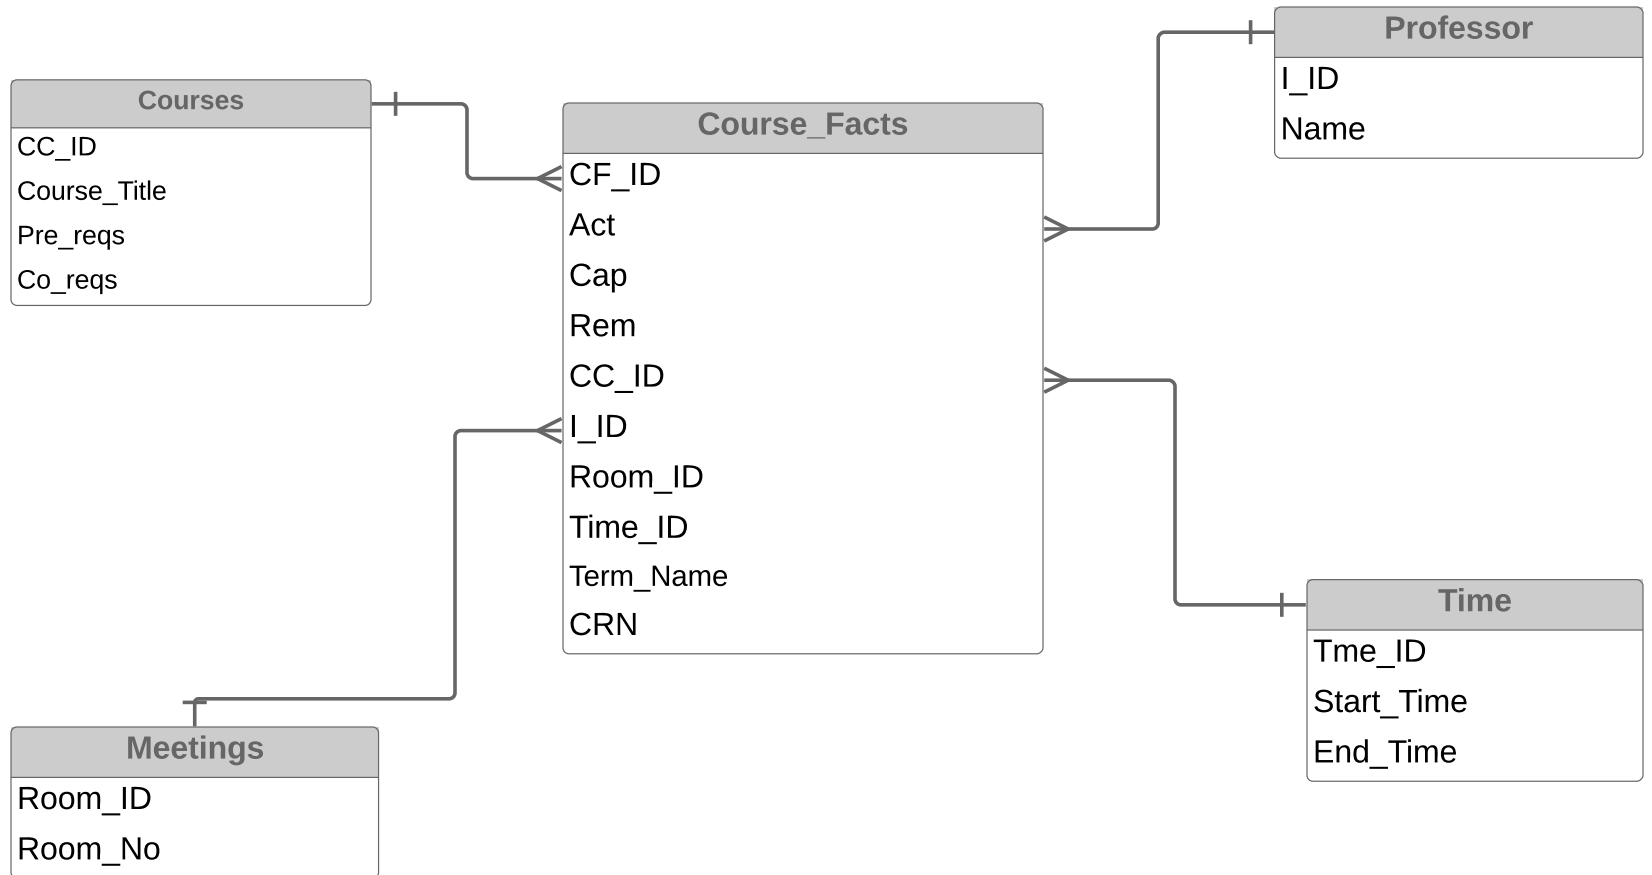 Courses
CC_ID
Course_Title
Pre_reqs
Co_reqs
Course_Facts
CF_ID
Act
Cap
Rem
CC_ID
I_ID
Room_ID
Time_ID
Term_Name
CRN
Professor
I_ID
Name
Time
Tme_ID
Start_Time
End_Time
Meetings
Room_ID
Room_No